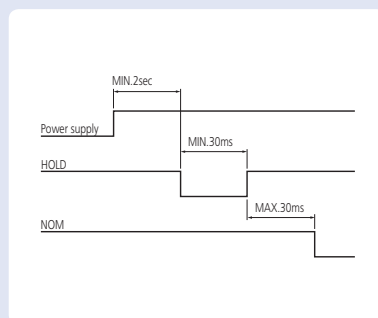 MIN.2sec
Power supply
MIN.30ms
HOLD
MAX.30ms
NOM